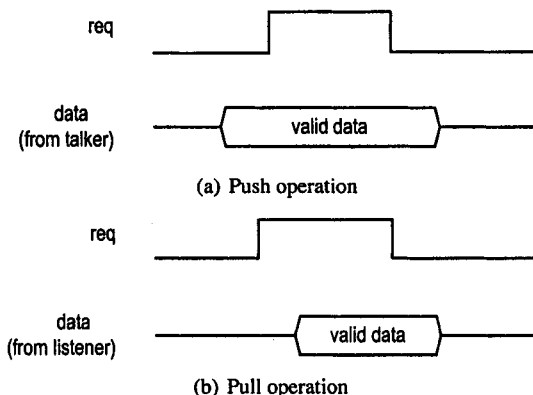 req
data
(from talker)
valid data
(a) Push operation
req
data
(from listener)
valid data
(b) Pull operation